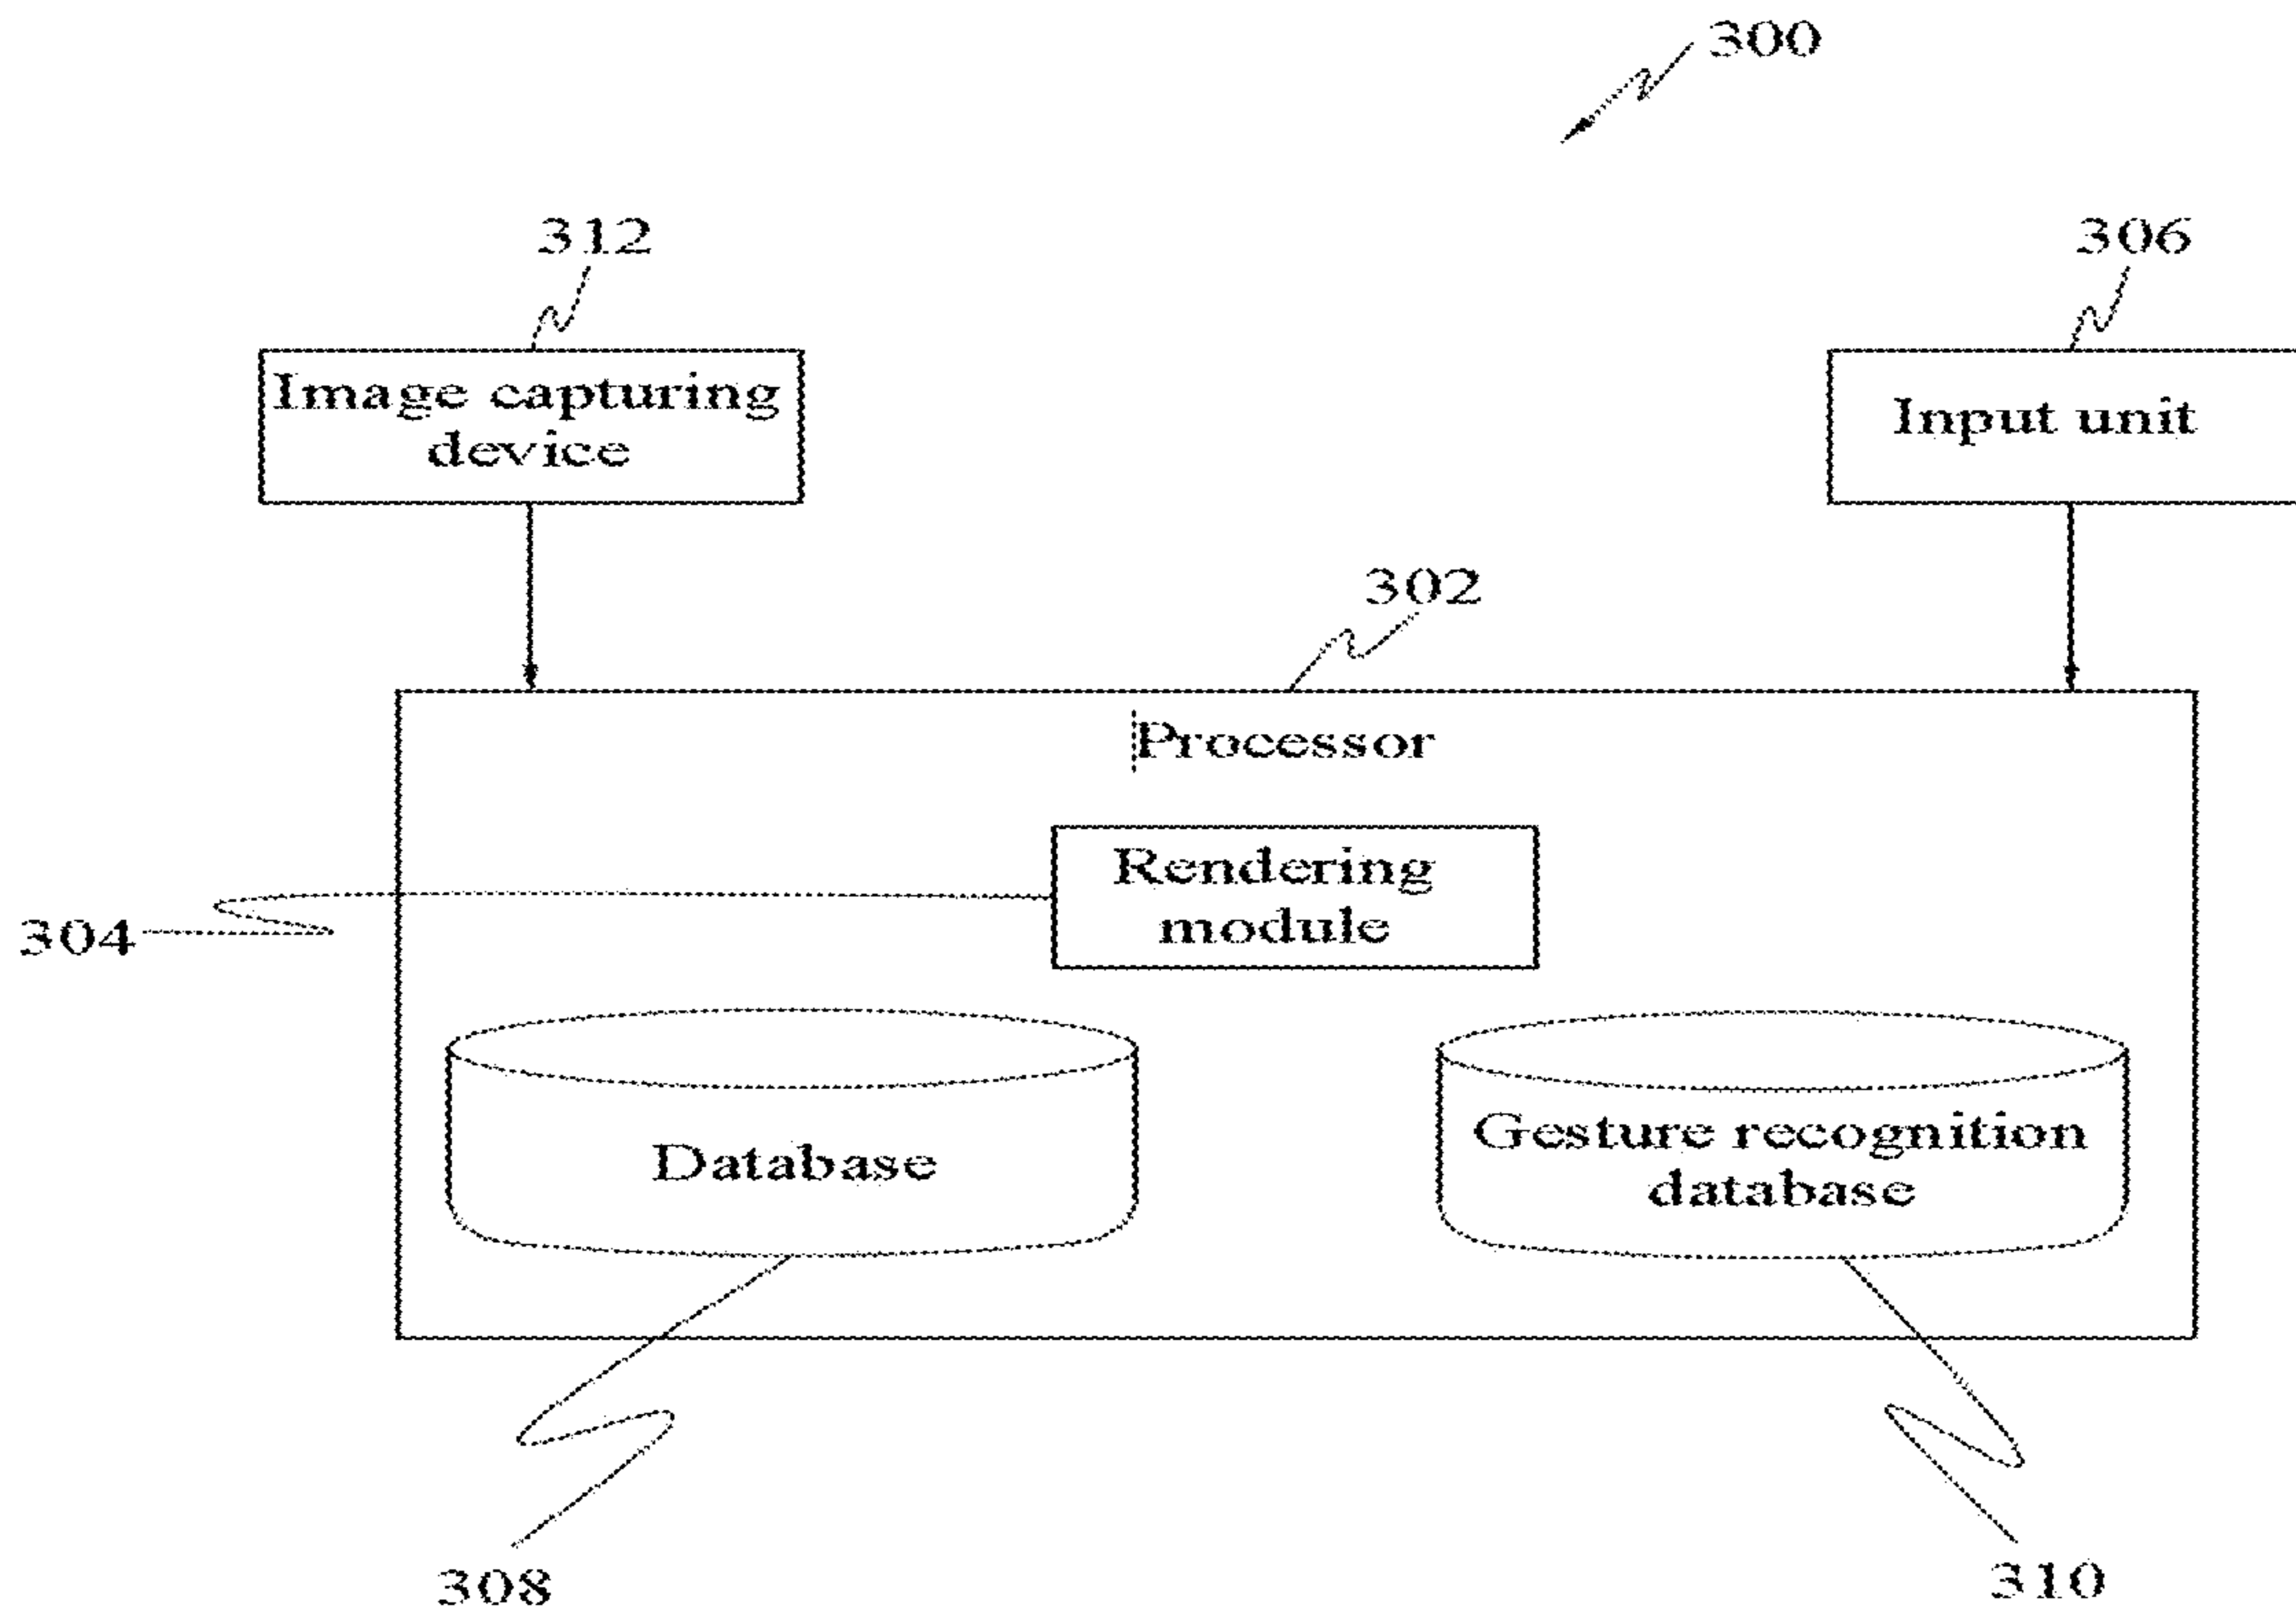 300
312
306
Image capturing
device
Input unit
302
Processor
Rendering
module
304
Database
Gesture recognition
database
308
310